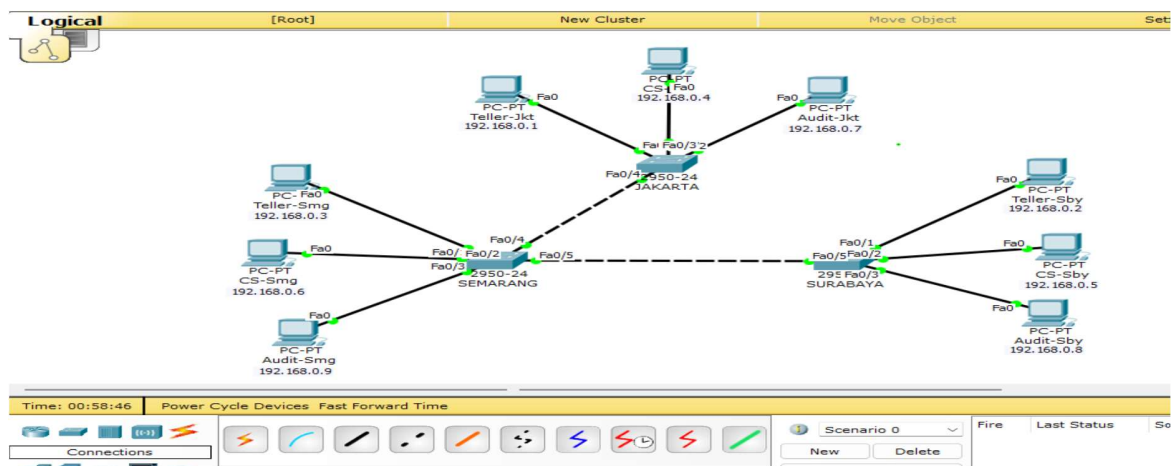 Logical
[Root]
New Cluster
Move Object
PC-PT
192.168.0.4
Fa0
PC-PT
Teller-Jkt
192.168.0.1
Fa0
Fa0
PC-PT
Audit-Jkt
192.168.0.7
Fa0/3
Fa0/4
2950-24
JAKARTA
Fa0
Teller-Smg
192.168.0.3
Fa0
PC-PT
CS-Smg
192.168.0.6
Fa0
PC-PT
Audit-Smg
192.168.0.9
Fa0/4
Fa0/2
Fa0/3
Fa0/5
2950-24
SEMARANG
Fa0
PC-PT
Teller-Sby
192.168.0.2
Fa0
PC-PT
CS-Sby
192.168.0.5
Fa0
PC-PT
Audit-Sby
192.168.0.8
Fa0/1
Fa0/5
Fa0/2
Fa0/3
SURABAYA
Time: 00:58:46
Power Cycle Devices Fast Forward Time
Connections
Scenario 0
New
Delete
Fire
Last Status